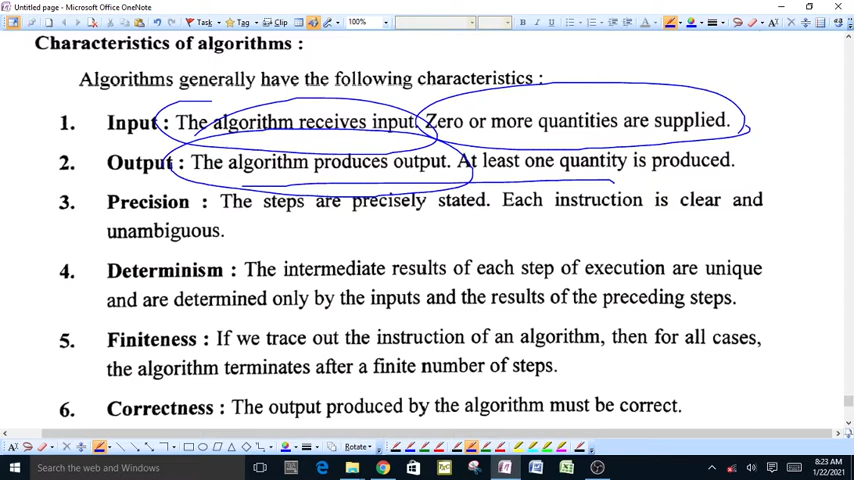 Untitled page - Microsoft Office OneNote
Task
Tag
Clip
100%
B I U
Characteristics of algorithms :
Algorithms generally have the following characteristics :
1. Input : The algorithm receives input. Zero or more quantities are supplied.
2. Output : The algorithm produces output. At least one quantity is produced.
3. Precision : The steps are precisely stated. Each instruction is clear and
unambiguous.
4. Determinism : The intermediate results of each step of execution are unique
and are determined only by the inputs and the results of the preceding steps.
5. Finiteness : If we trace out the instruction of an algorithm, then for all cases,
the algorithm terminates after a finite number of steps.
6. Correctness : The output produced by the algorithm must be correct.
Rotate
Search the web and Windows
8:23 AM
1/22/2021